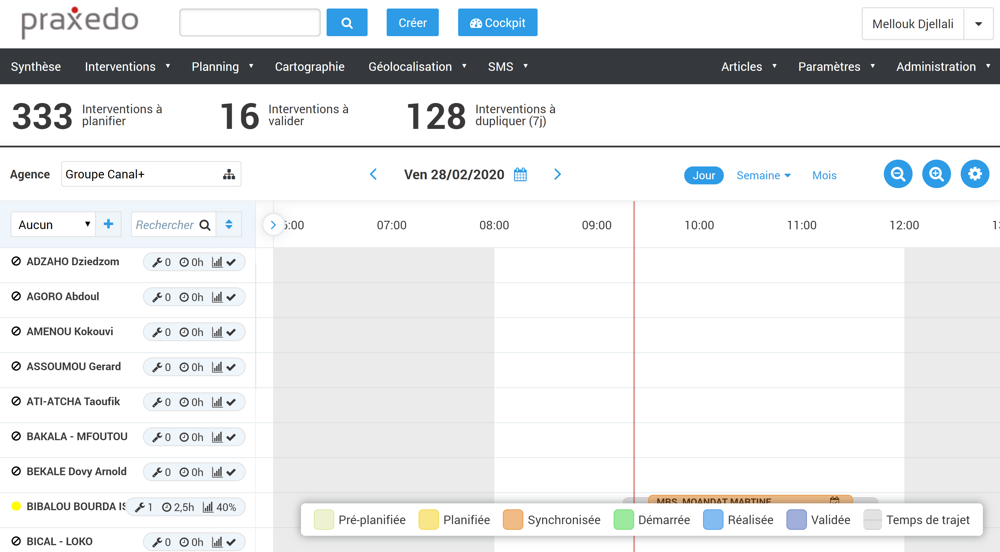 praxedo
Créer
Cockpit
Mellouk Djellali
Synthèse Interventions Planning Cartographie Géolocalisation SMS Articles Paramètres Administration
333 Interventions à planifier
16 Interventions à valider
128 Interventions à dupliquer (7j)
Agence Groupe Canal+
Ven 28/02/2020
Jour Semaine Mois
Aucun Rechercher
6:00 07:00 08:00 09:00 10:00 11:00 12:00
ADZAHO Dziedzom 0 0h
AGORO Abdoul 0 0h
AMENOU Kokouvi 0 0h
ASSOUMOU Gerard 0 0h
ATI-ATCHA Taoufik 0 0h
BAKALA - MFOUTOU 0 0h
BEKALE Dovy Arnold 0 0h
BIBALOU BOURDA IS 1 2,5h 40%
MRS. MOANDAT MARTINE
Pré-planifiée Planifiée Synchronisée Démarrée Réalisée Validée Temps de trajet
BICAL - LOKO 0 0h